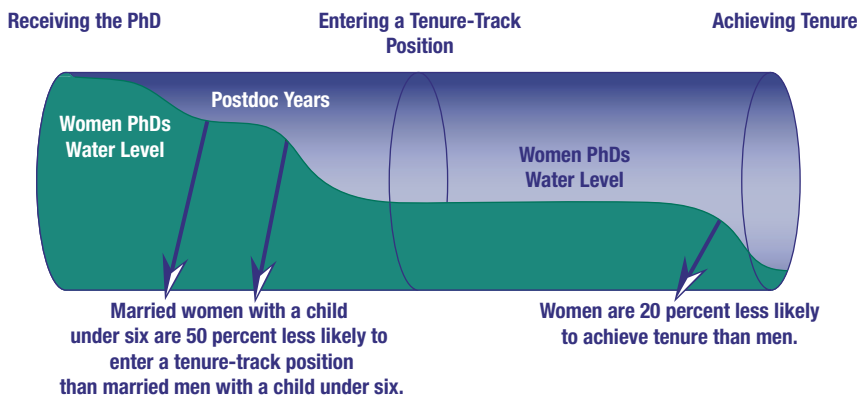 Receiving the PhD
Entering a Tenure-Track
Position
Achieving Tenure
Postdoc Years
Women PhDs
Water Level
Women PhDs
Water Level
Married women with a child
under six are 50 percent less likely to
enter a tenure-track position
than married men with a child under six.
Women are 20 percent less likely
to achieve tenure than men.